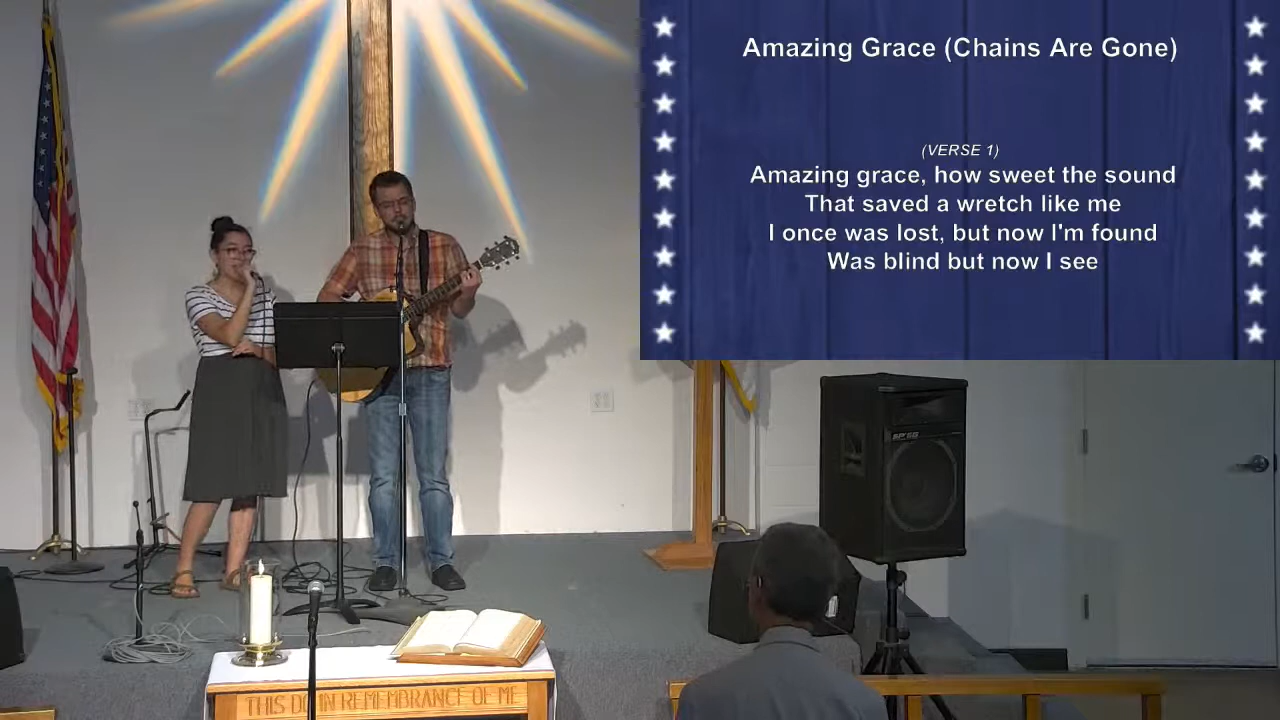 Amazing Grace (Chains Are Gone)
(VERSE 1)
Amazing grace, how sweet the sound
That saved a wretch like me
I once was lost, but now I'm found
Was blind but now I see
THIS DO IN REMEMBRANCE OF ME